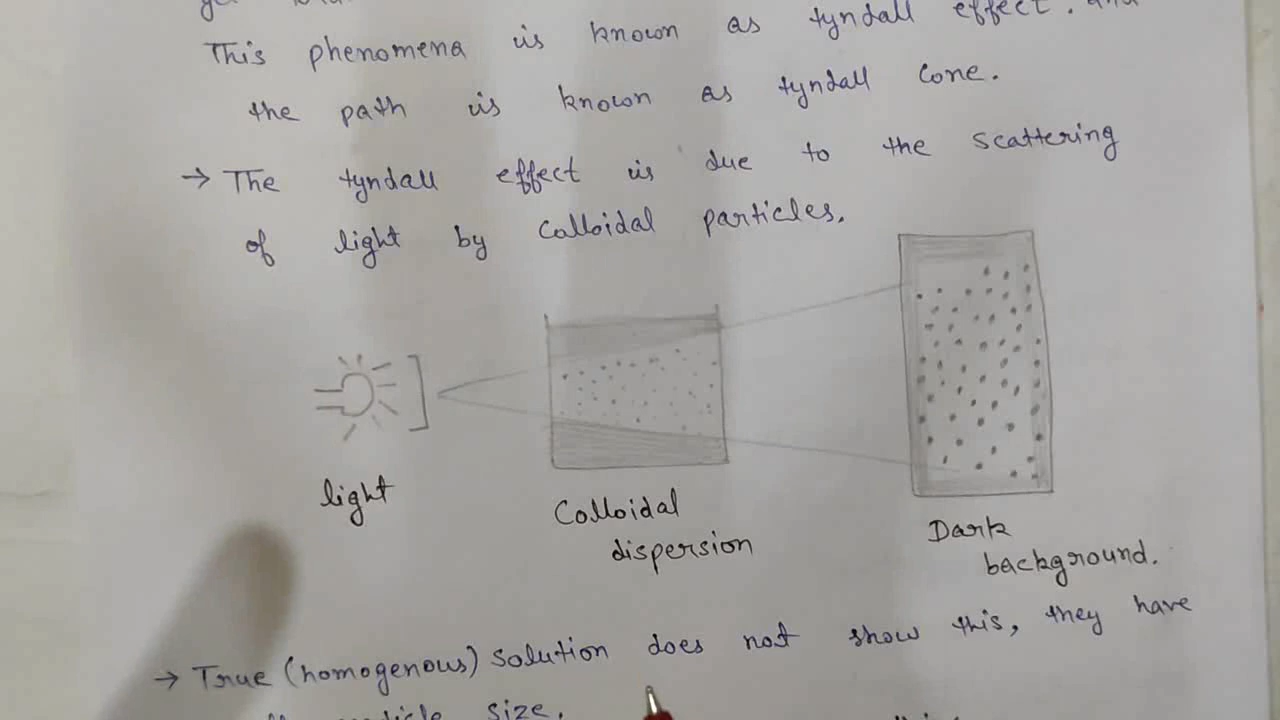 This phenomena is known as tyndall effect. and
the path is known as tyndall cone.
→ The tyndall effect is due to the scattering
of light by colloidal particles.
light
Colloidal
dispersion
Dark
background.
→ True (homogenous) solution does not show this, they have
size.